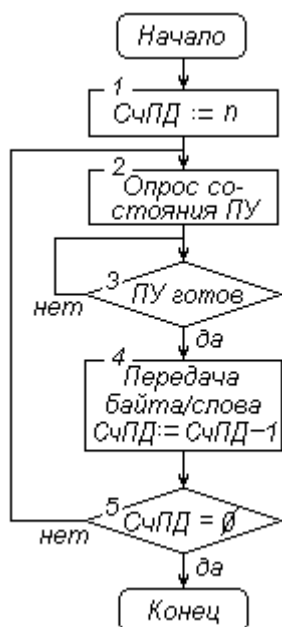 Начало
1
СчПД := n
2
Опрос со-
стояния ПУ
3
ПУ готов
нет
да
4
Передача
байта/слова
СчПД:= СчПД-1
5
СчПД = 0
нет
да
Конец